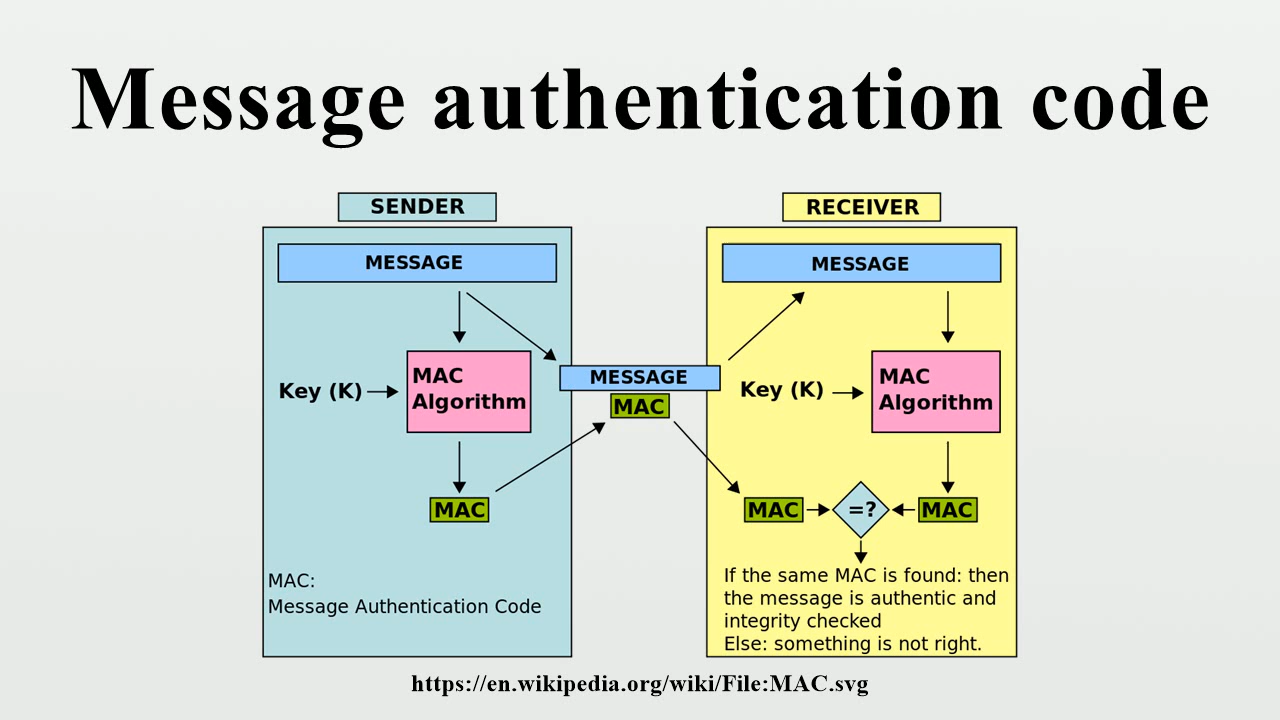 Message authentication code
SENDER
MESSAGE
Key (K)
MAC
Algorithm
MAC
MAC:
Message Authentication Code
MESSAGE
MAC
RECEIVER
MESSAGE
Key (K)
MAC
Algorithm
MAC
=?
MAC
If the same MAC is found: then
the message is authentic and
integrity checked
Else: something is not right.
https://en.wikipedia.org/wiki/File:MAC.svg